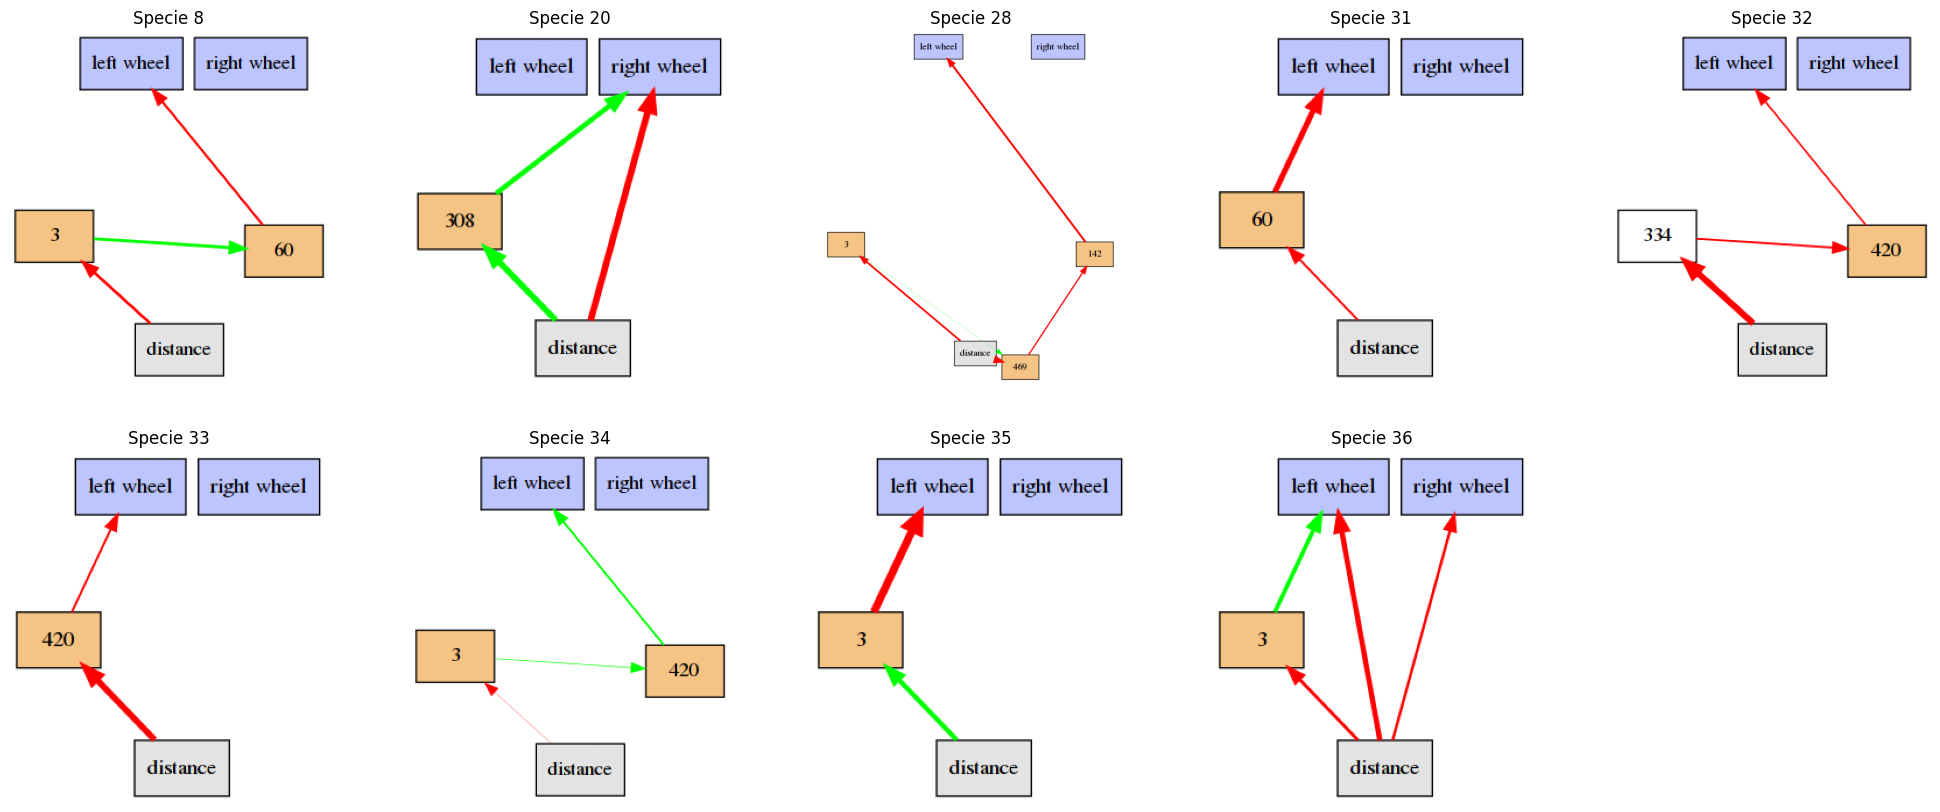 Specie 8
left wheel right wheel
3
60
distance
Specie 20
left wheel right wheel
308
distance
Specie 28
left wheel right wheel
3
142
distance
469
Specie 31
left wheel right wheel
60
distance
Specie 32
left wheel right wheel
334
420
distance
Specie 33
left wheel right wheel
420
distance
Specie 34
left wheel right wheel
3
420
distance
Specie 35
left wheel right wheel
3
distance
Specie 36
left wheel right wheel
3
distance